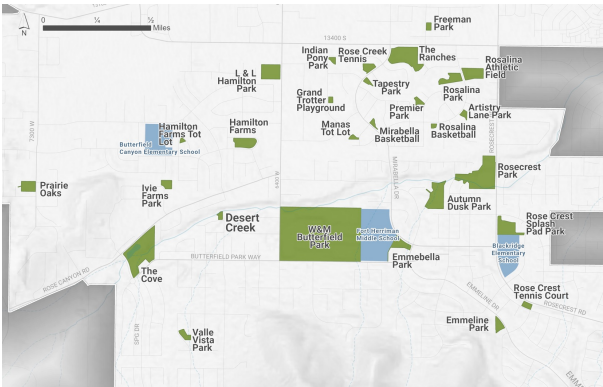 0 ¼ ½
Miles
N
13400 S
Freeman
Park
Indian
Pony
Park
Rose Creek
Tennis
The
Ranches
Rosalina
Athletic
Field
L & L
Hamilton
Park
Tapestry
Park
Rosalina
Park
Grand
Trotter
Playground
Premier
Park
Artistry
Lane Park
Hamilton
Farms Tot
Lot
Hamilton
Farms
Manas
Tot Lot
Mirabella
Basketball
Rosalina
Basketball
7300 W
Butterfield
Canyon Elementary School
ROSECREST
MIRABELLA DR
Rosecrest
Park
Prairie
Oaks
Ivie
Farms
Park
Autumn
Dusk Park
Desert
Creek
W&M
Butterfield
Park
Fort Herriman
Middle School
Rose Crest
Splash
Pad Park
Blackridge
Elementary
School
Emmebella
Park
BUTTERFIELD PARK WAY
The
Cove
ROSE CANYON RD
EMMELINE DR
Rose Crest
Tennis Court
ROSECREST RD
Emmeline
Park
SPG DR
Valle
Vista
Park
EMME